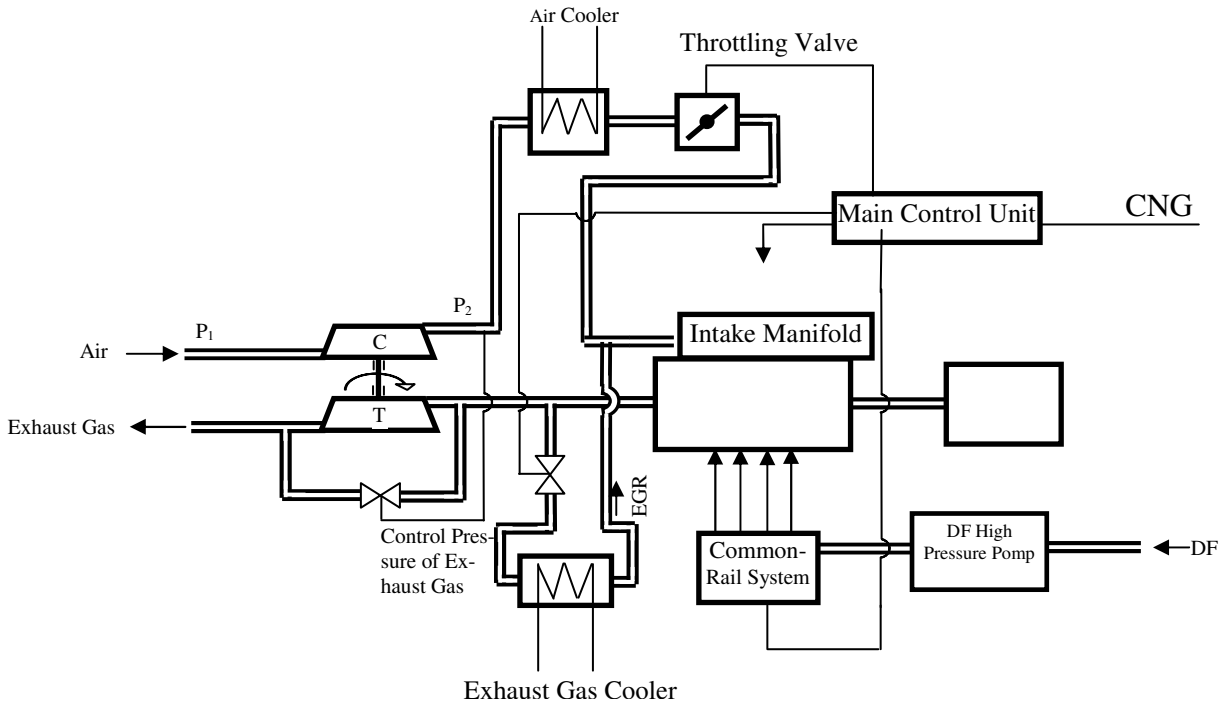 Air Cooler
Throttling Valve
Main Control Unit
CNG
P2
P1
Intake Manifold
C
Air
T
Exhaust Gas
EGR
Control Pres-
sure of Ex-
haust Gas
Common-
Rail System
DF High
Pressure Pomp
DF
Exhaust Gas Cooler